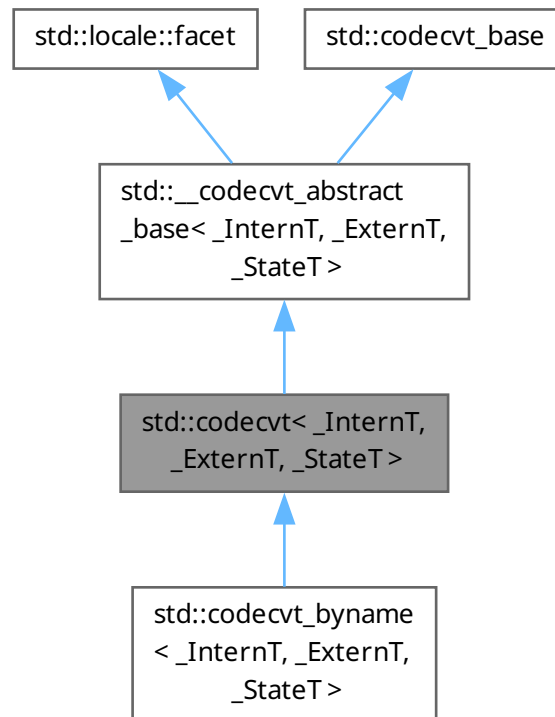 std::locale::facet
std::codecvt_base
std::__codecvt_abstract
_base< _InternT, _ExternT,
_StateT >
std::codecvt< _InternT,
_ExternT, _StateT >
std::codecvt_byname
< _InternT, _ExternT,
_StateT >